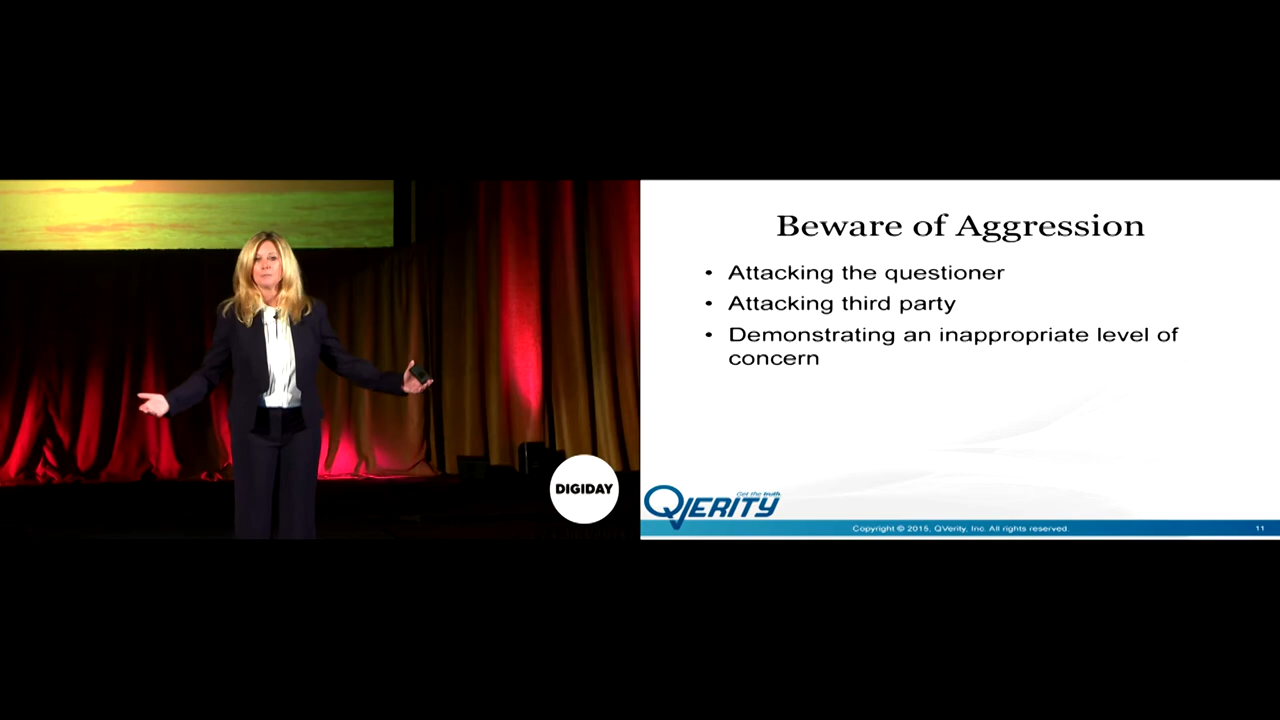 DIGIDAY
Beware of Aggression
• Attacking the questioner
• Attacking third party
• Demonstrating an inappropriate level of
concern
Get the truth.
QVERITY
Copyright © 2015, QVerity, Inc. All rights reserved.
11